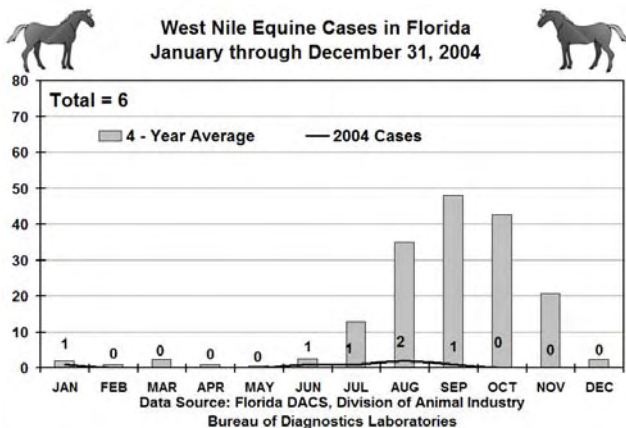 West Nile Equine Cases in Florida
January through December 31, 2004
80
70
60
50
40
30
20
10
0
Total = 6
4 - Year Average
2004 Cases
1 0 0 0 0 1 1 2 1 0 0 0
JAN FEB MAR APR MAY JUN JUL AUG SEP OCT NOV DEC
Data Source: Florida DACS, Division of Animal Industry
Bureau of Diagnostics Laboratories